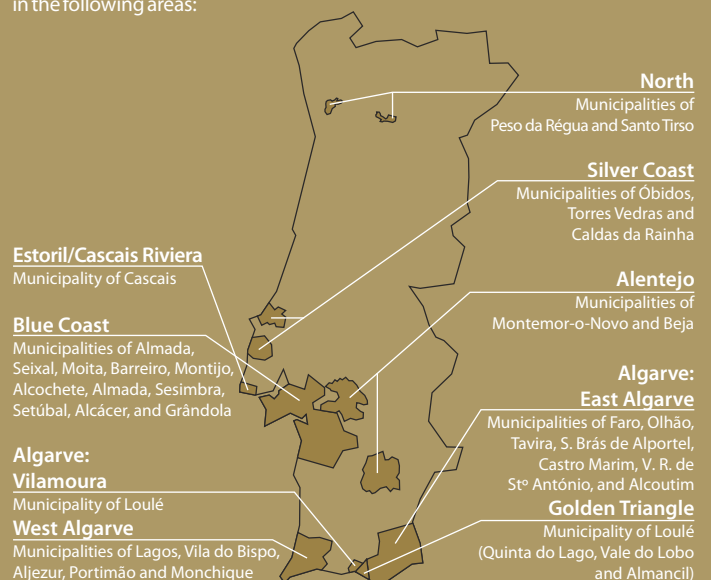 in the following areas:
North
Municipalities of
Peso da Régua and Santo Tirso
Silver Coast
Municipalities of Óbidos,
Torres Vedras and
Caldas da Rainha
Estoril/Cascais Riviera
Municipality of Cascais
Alentejo
Municipalities of
Montemor-o-Novo and Beja
Blue Coast
Municipalities of Almada,
Seixal, Moita, Barreiro, Montijo,
Alcochete, Almada, Sesimbra,
Setúbal, Alcácer, and Grândola
Algarve:
East Algarve
Municipalities of Faro, Olhão,
Tavira, S. Brás de Alportel,
Castro Marim, V. R. de
Stº António, and Alcoutim
Algarve:
Vilamoura
Municipality of Loulé
West Algarve
Municipalities of Lagos, Vila do Bispo,
Aljezur, Portimão and Monchique
Golden Triangle
Municipality of Loulé
(Quinta do Lago, Vale do Lobo
and Almancil)